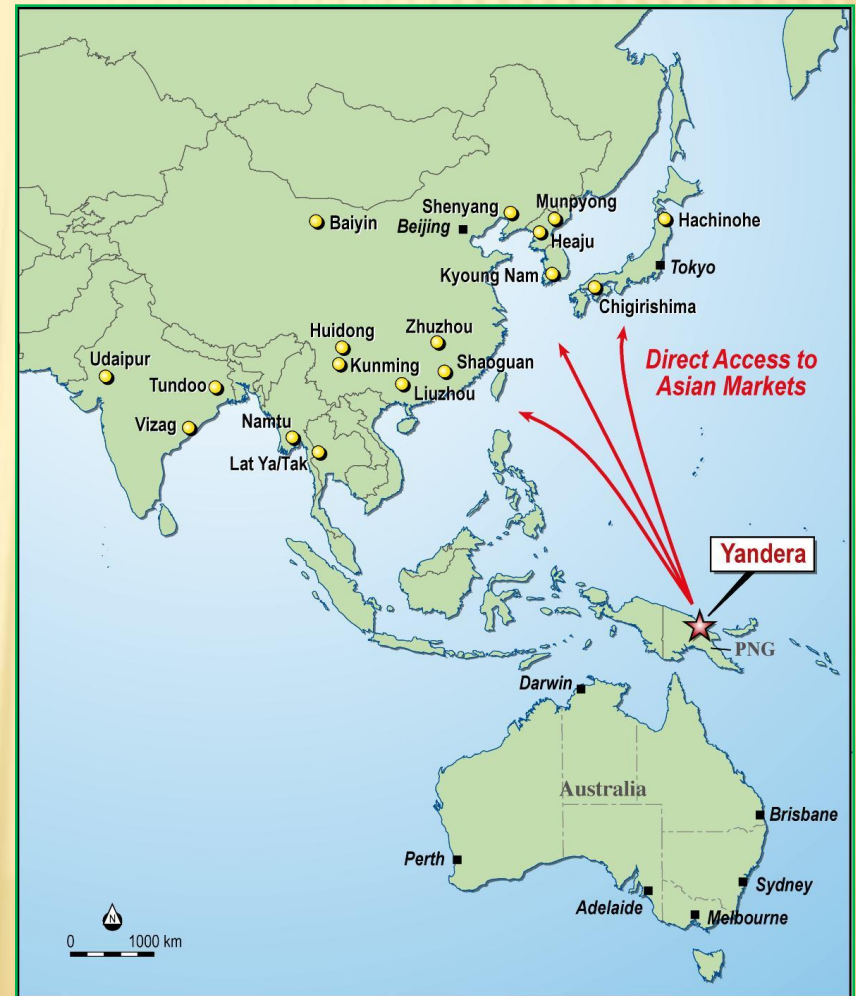 Shenyang
Munpyong
Baiyin
Beijing
Heaju
Hachinohe
Kyoung Nam
Tokyo
Chigirishima
Huidong
Zhuzhou
Udaipur
Kunming
Shaoguan
Direct Access to
Asian Markets
Tundoo
Liuzhou
Vizag
Namtu
Lat Ya/Tak
Yandera
PNG
Darwin
Australia
Brisbane
Perth
Sydney
Adelaide
Melbourne
N
0 1000 km